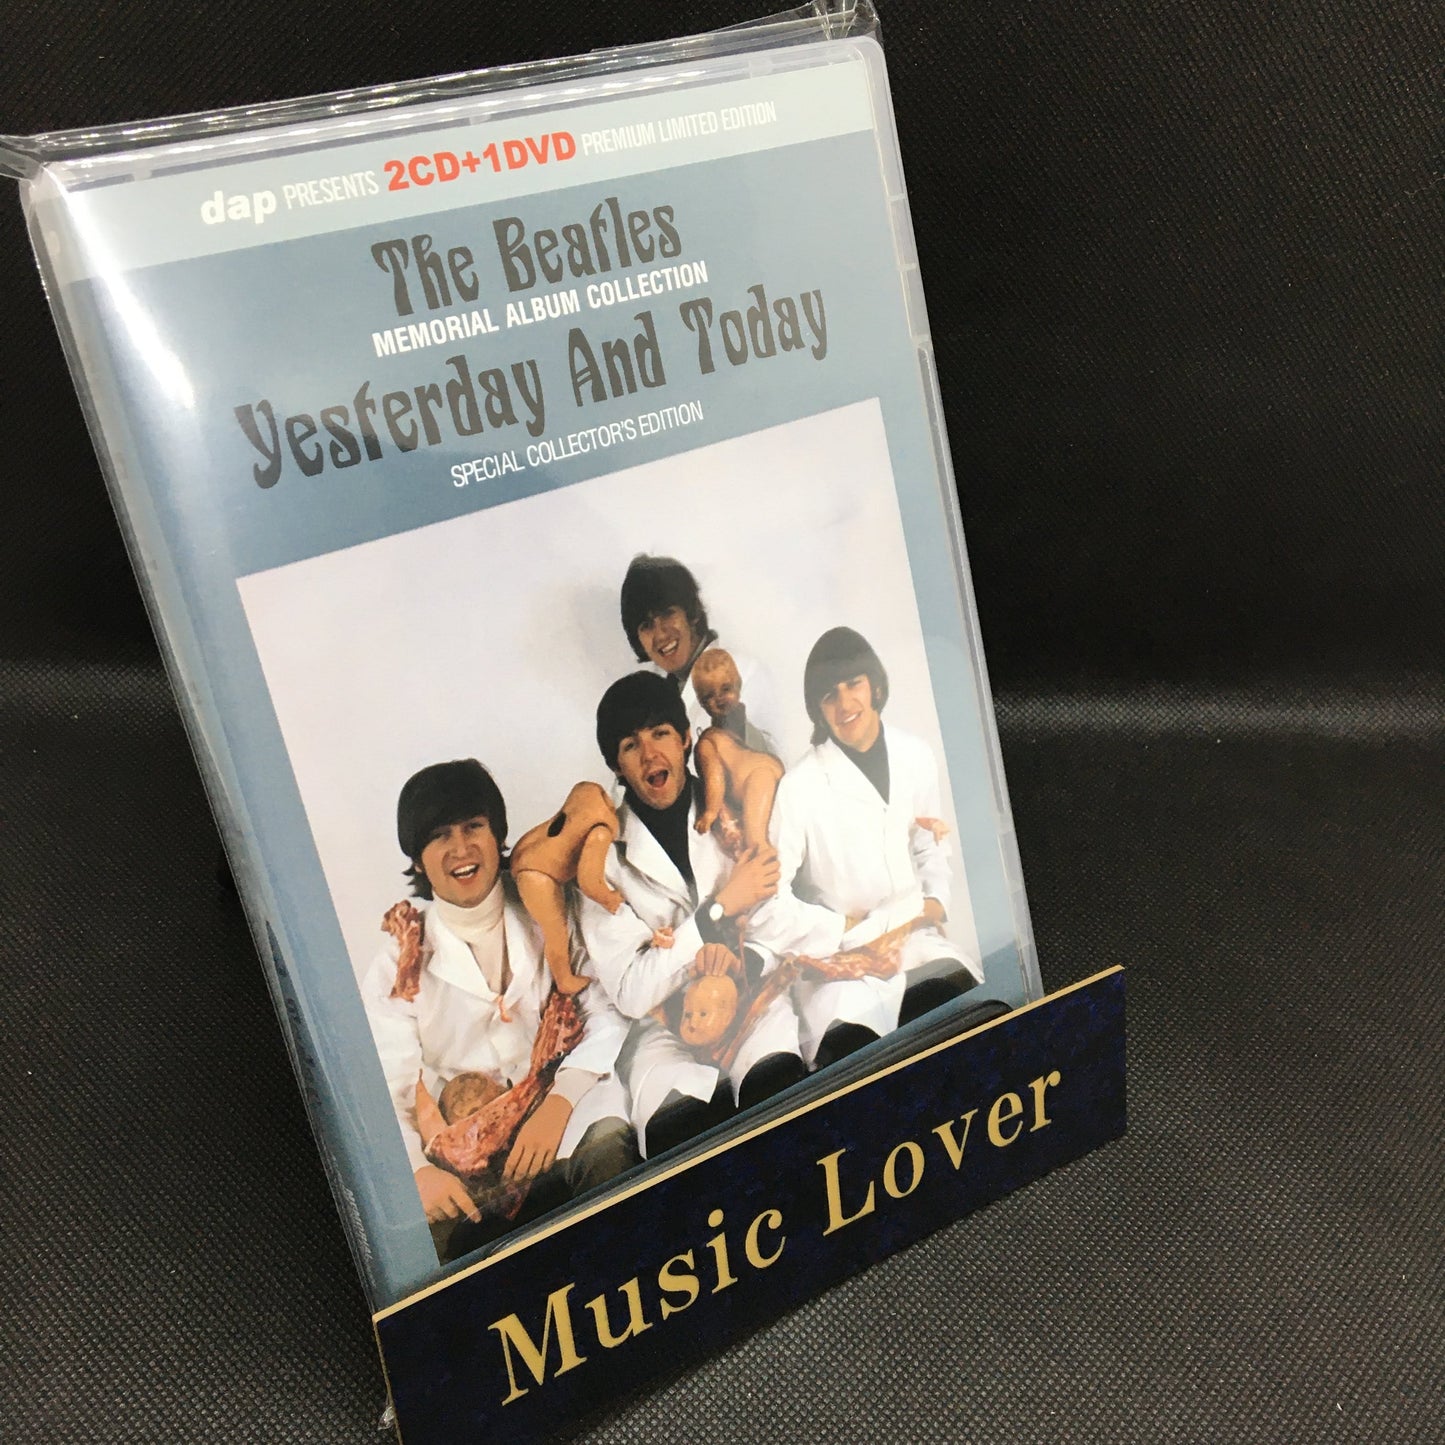 dap PRESENTS 2CD+1DVD PREMIUM LIMITED EDITION
The Beatles
MEMORIAL ALBUM COLLECTION
Yesterday And Today
SPECIAL COLLECTOR'S EDITION
Music Lover